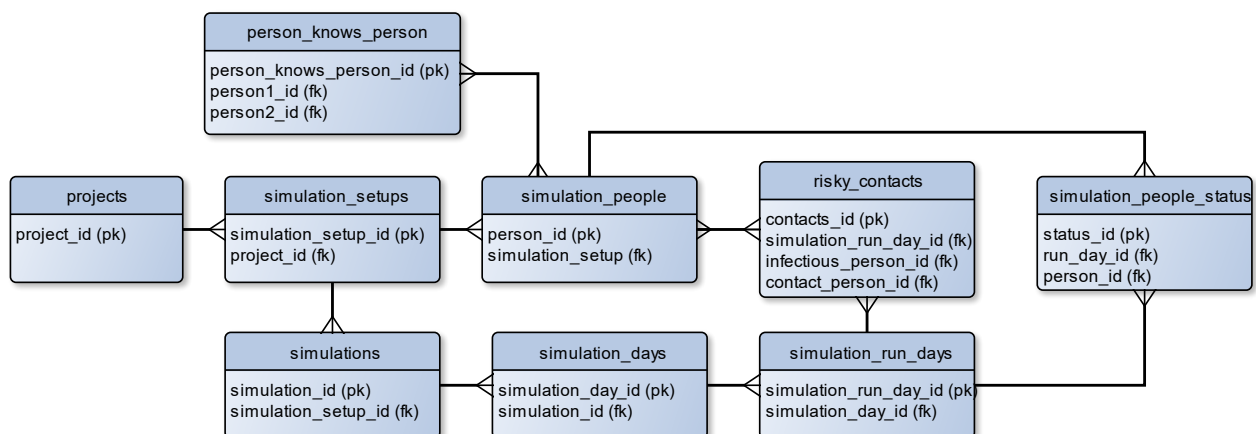 person_knows_person
person_knows_person_id (pk)
person1_id (fk)
person2_id (fk)
projects
project_id (pk)
simulation_setups
simulation_setup_id (pk)
project_id (fk)
simulation_people
person_id (pk)
simulation_setup (fk)
risky_contacts
contacts_id (pk)
simulation_run_day_id (fk)
infectious_person_id (fk)
contact_person_id (fk)
simulation_people_status
status_id (pk)
run_day_id (fk)
person_id (fk)
simulations
simulation_id (pk)
simulation_setup_id (fk)
simulation_days
simulation_day_id (pk)
simulation_id (fk)
simulation_run_days
simulation_run_day_id (pk)
simulation_day_id (fk)